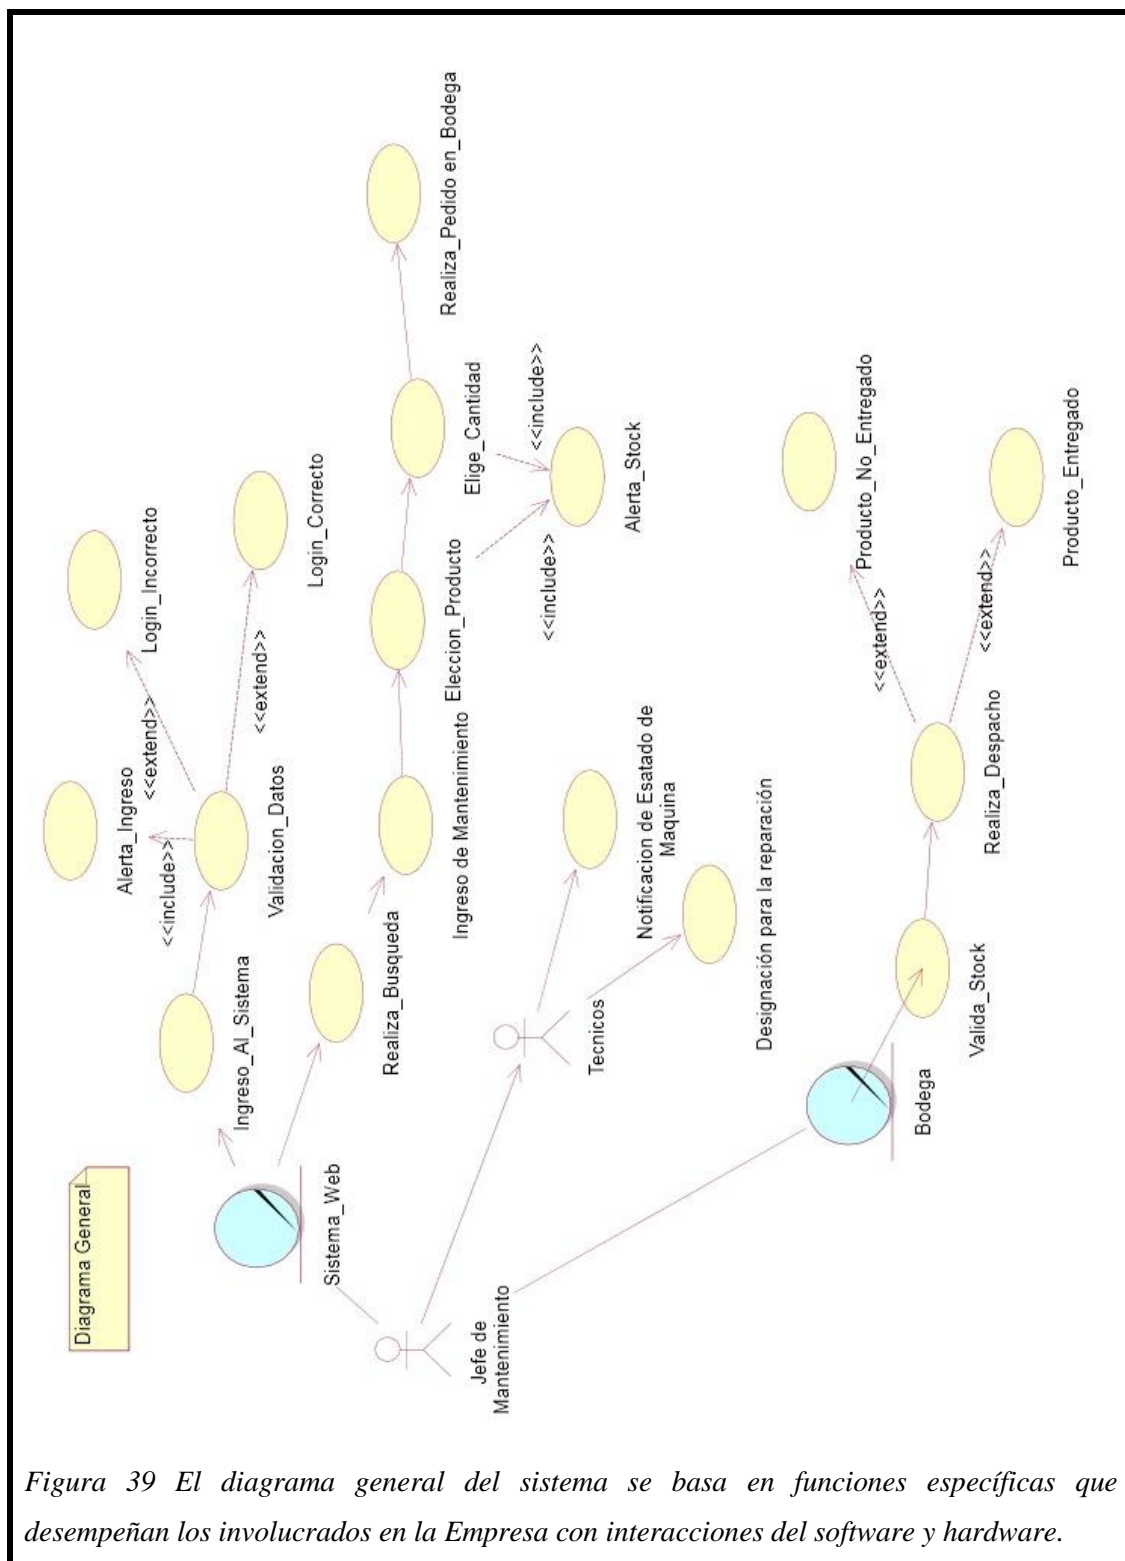 Diagrama General
Alerta_Ingreso
Login_Incorrecto
<<include>>
<<extend>>
<<extend>>
Login_Correcto
Ingreso_Al_Sistema
Validacion_Datos
Sistema_Web
Realiza_Busqueda
Ingreso de Mantenimiento
Eleccion_Producto
Elige_Cantidad
Realiza_Pedido en_Bodega
<<include>>
<<include>>
Alerta_Stock
Jefe de
Mantenimiento
Tecnicos
Notificacion de Esatado de
Maquina
Designación para la reparación
Bodega
Valida_Stock
Realiza_Despacho
<<extend>>
Producto_No_Entregado
<<extend>>
Producto_Entregado
Figura 39 El diagrama general del sistema se basa en funciones específicas que
desempeñan los involucrados en la Empresa con interacciones del software y hardware.